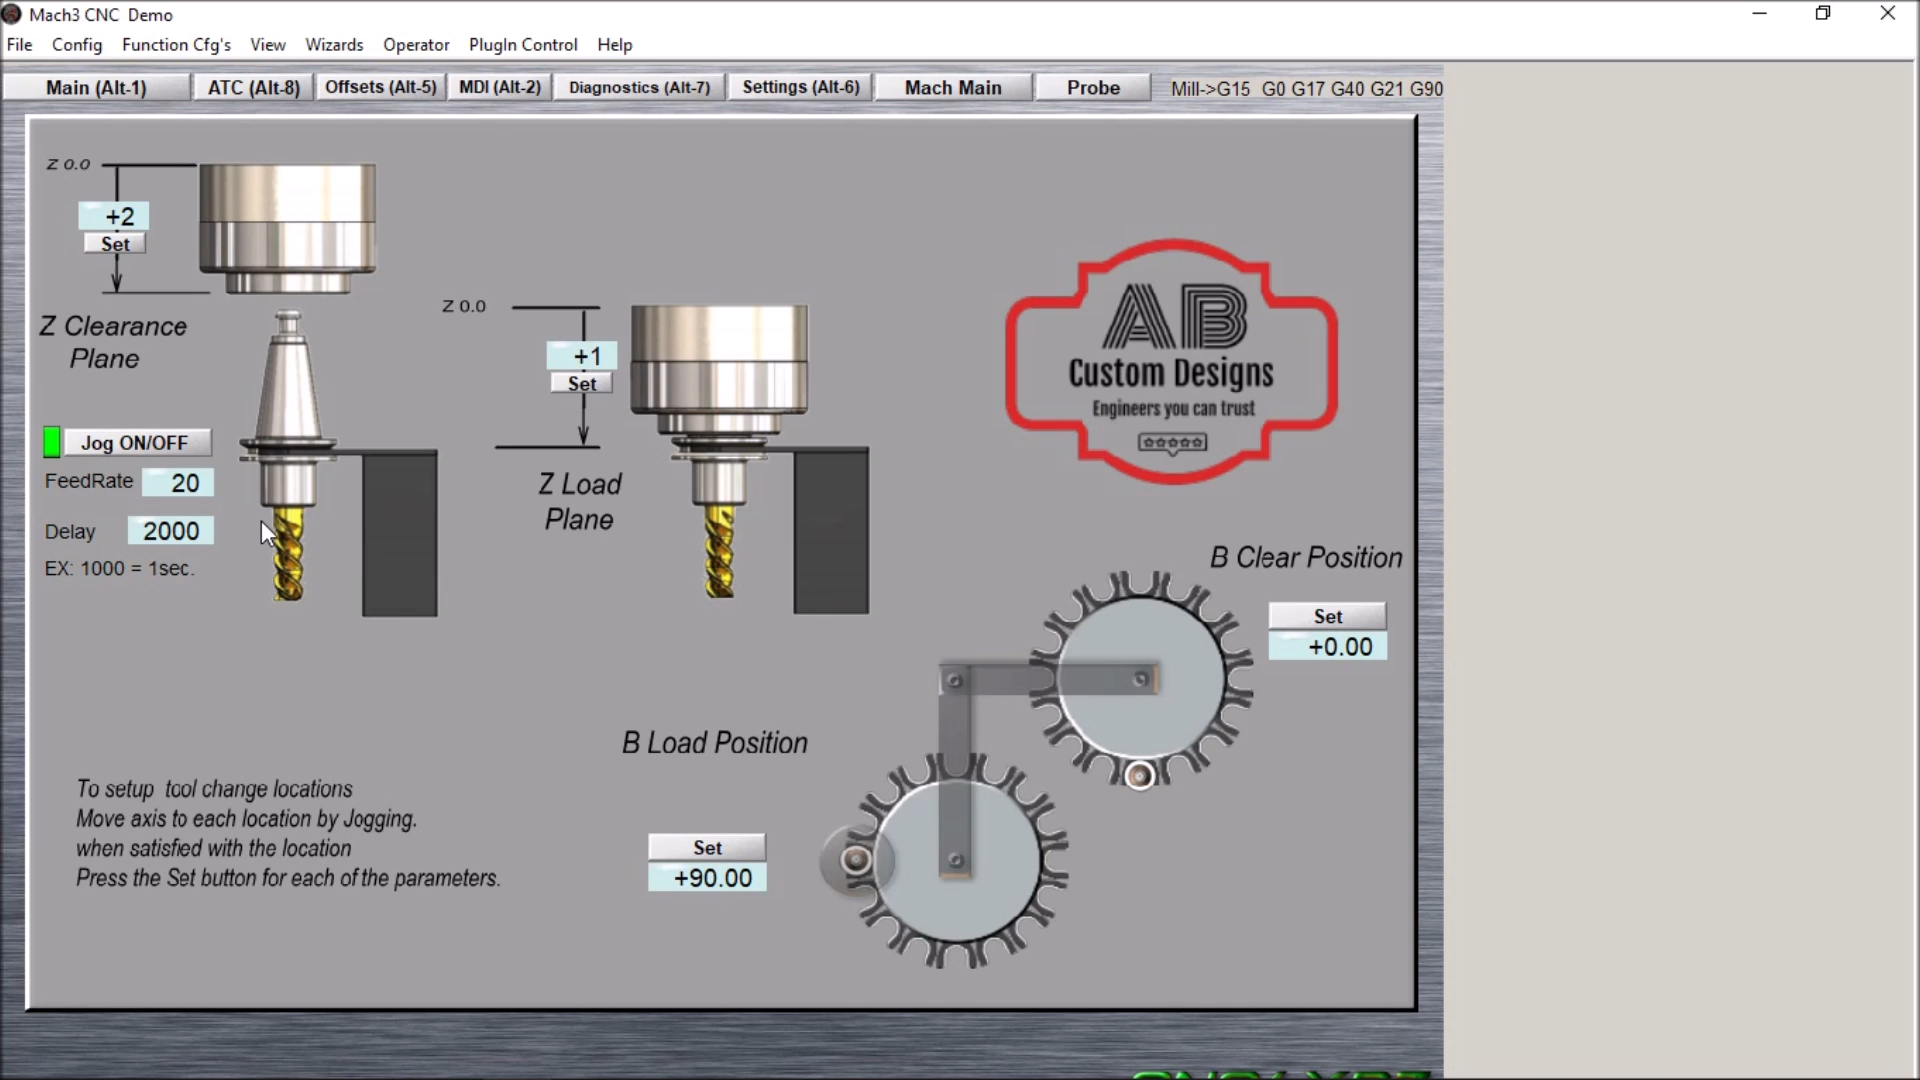 Mach3 CNC Demo
File Config Function Cfg's View Wizards Operator PlugIn Control Help
Main (Alt-1) ATC (Alt-8) Offsets (Alt-5) MDI (Alt-2) Diagnostics (Alt-7) Settings (Alt-6) Mach Main Probe Mill->G15 G0 G17 G40 G21 G90
Z 0.0
+2
Set
Z Clearance
Plane
Z 0.0
+1
Set
Z Load
Plane
AB
Custom Designs
Engineers you can trust
Jog ON/OFF
FeedRate 20
Delay 2000
EX: 1000 = 1sec.
B Clear Position
Set
+0.00
B Load Position
Set
+90.00
To setup tool change locations
Move axis to each location by Jogging.
when satisfied with the location
Press the Set button for each of the parameters.